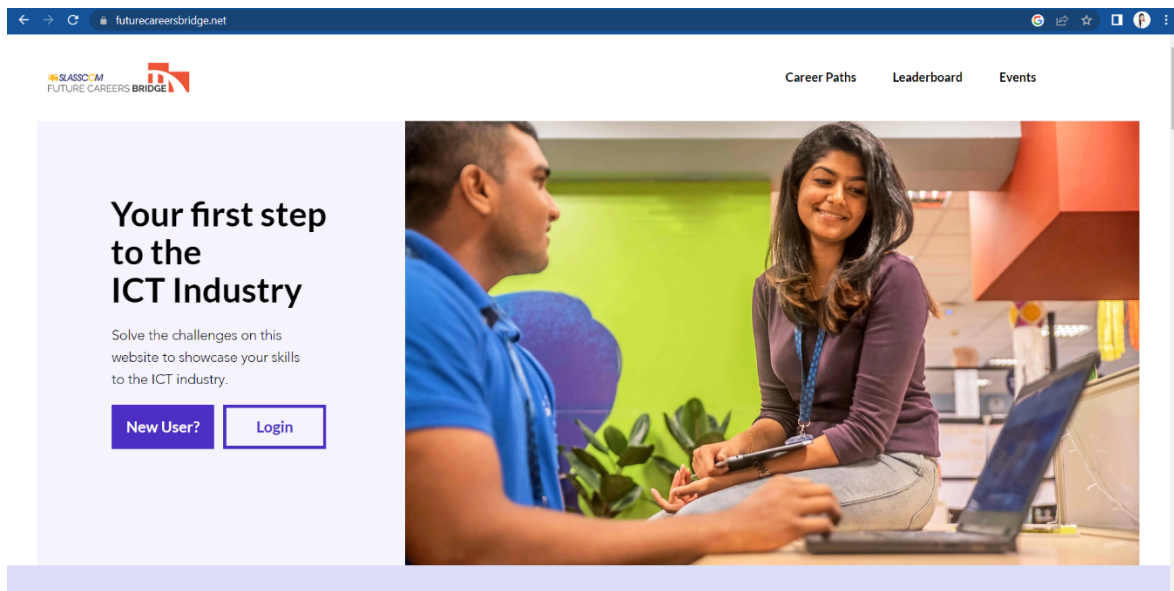 futurecareersbridge.net
SLASSCOM
FUTURE CAREERS BRIDGE
Career Paths Leaderboard Events
Your first step
to the
ICT Industry
Solve the challenges on this
website to showcase your skills
to the ICT industry.
New User? Login